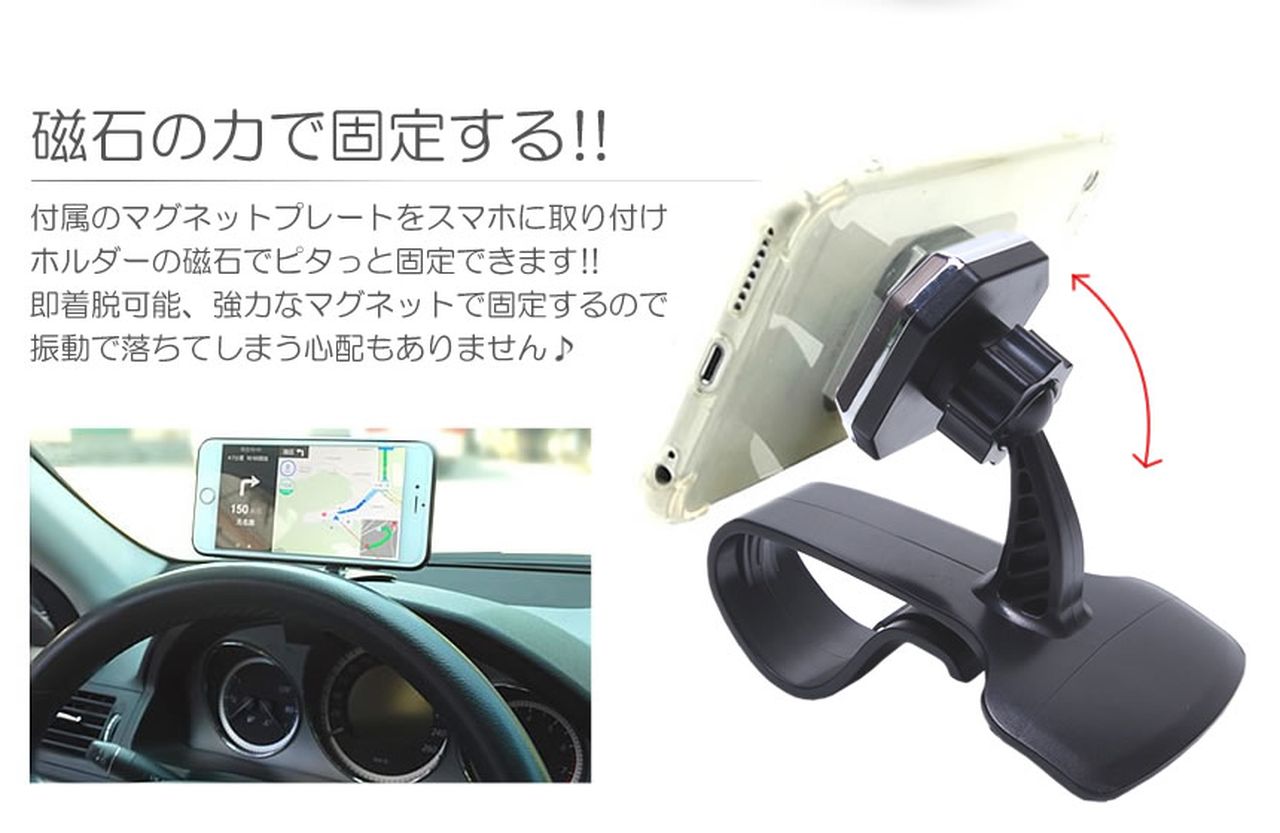 磁石の力で固定する!!
付属のマグネットプレートをスマホに取り付け
ホルダーの磁石でピタっと固定できます!!
即着脱可能、強力なマグネットで固定するので
振動で落ちてしまう心配もありません♪
150